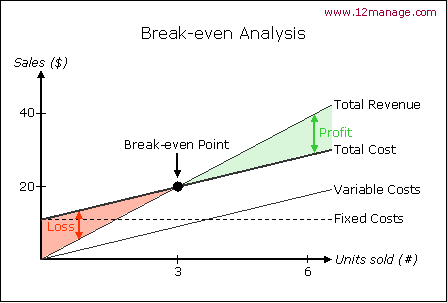 www.12manage.com
Break-even Analysis
Sales ($)
40
Total Revenue
Profit
Break-even Point
Total Cost
20
Variable Costs
Loss
Fixed Costs
Units sold (#)
3
6